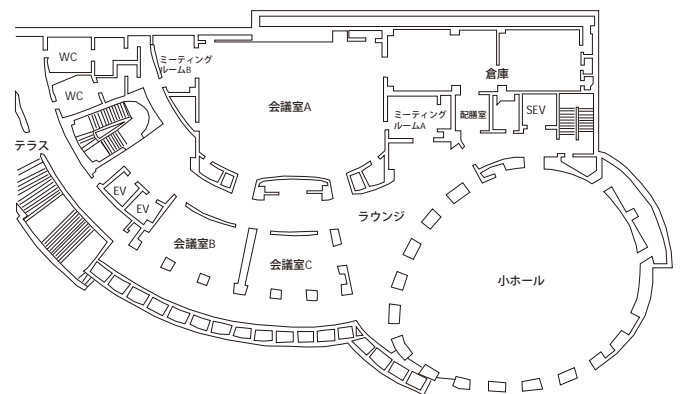 WC
ミーティング
ルームB
会議室A
倉庫
WC
ミーティング
ルームA
配膳室
SEV
テラス
EV
EV
ラウンジ
会議室B
会議室C
小ホール